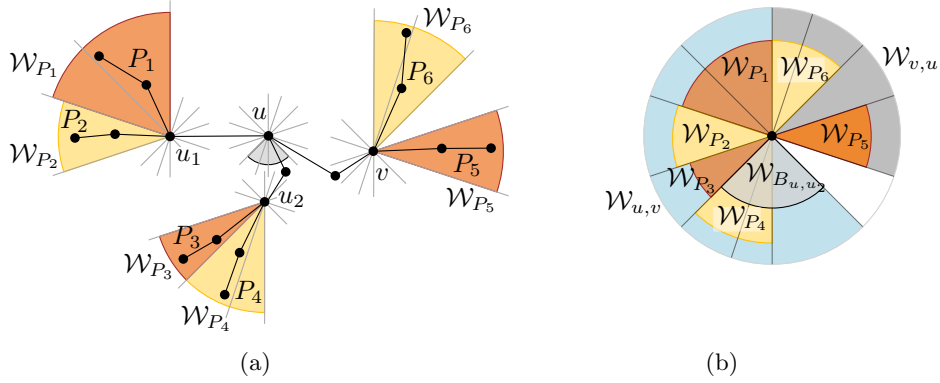 𝒲_{P_6}
𝒲_{P_1} P_1 P_6
P_2 u
𝒲_{P_2} u_1 v P_5
u_2 𝒲_{P_5}
P_3
𝒲_{P_3} P_4
𝒲_{P_4}
(a)
𝒲_{P_1} 𝒲_{P_6} 𝒲_{v,u}
𝒲_{P_2} 𝒲_{P_5}
𝒲_{P_3} 𝒲_{B_{u,u_2}}
𝒲_{u,v} 𝒲_{P_4}
(b)